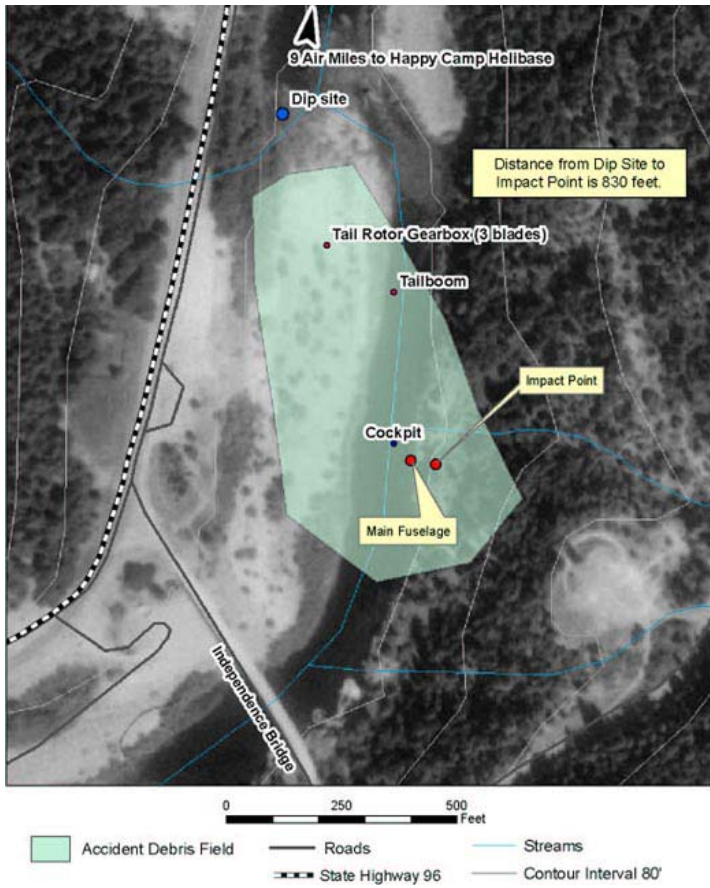 9 Air Miles to Happy Camp Helibase
Dip site
Distance from Dip Site to
Impact Point is 830 feet.
Tail Rotor Gearbox (3 blades)
Tailboom
Impact Point
Cockpit
Main Fuselage
Independence Bridge
0 250 500
Feet
Accident Debris Field
Roads
Streams
State Highway 96
Contour Interval 80'